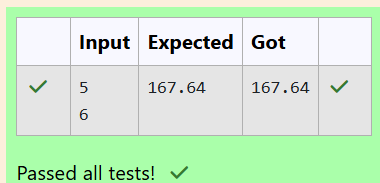 Input Expected Got
5 167.64 167.64
6
Passed all tests!